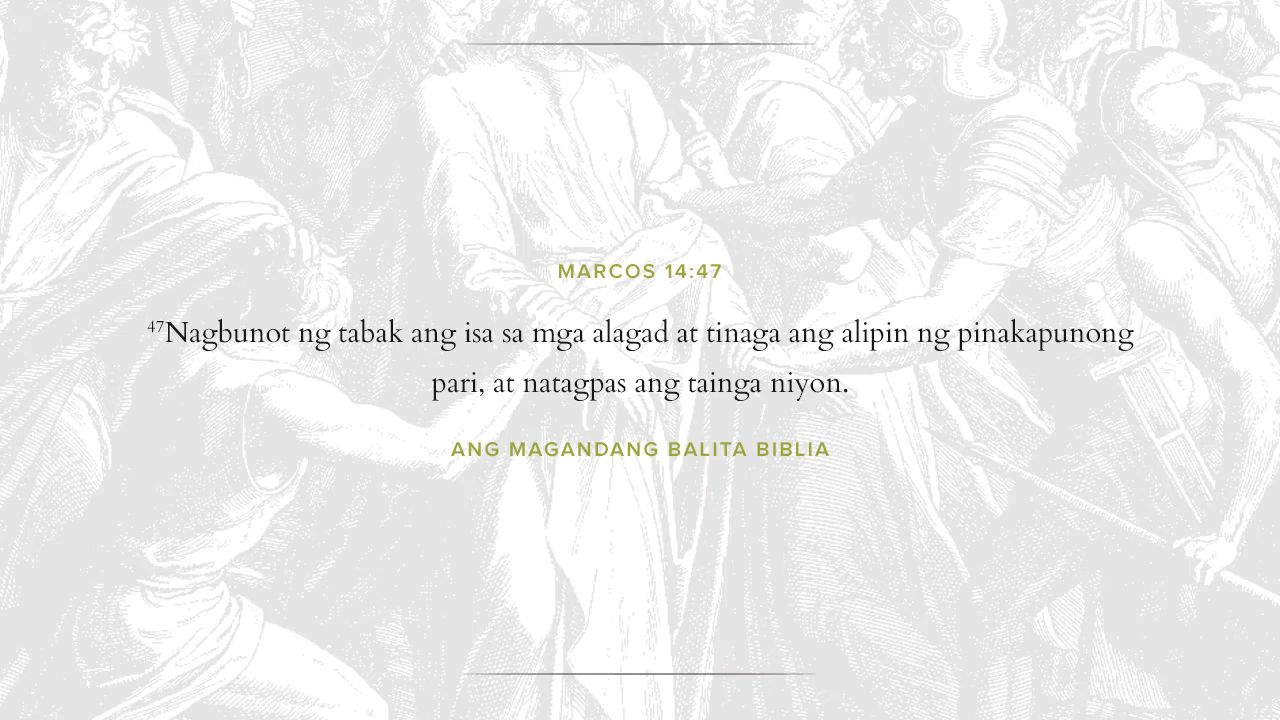 MARCOS 14:47
47Nagbunot ng tabak ang isa sa mga alagad at tinaga ang alipin ng pinakapunong
pari, at natagpas ang tainga niyon.
ANG MAGANDANG BALITA BIBLIA